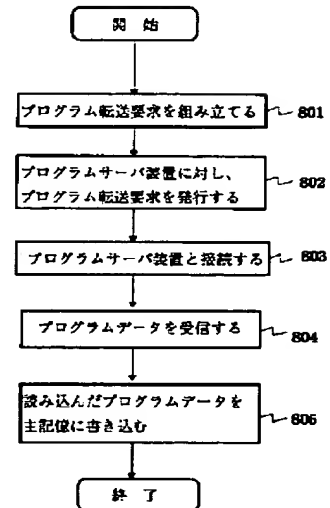 開 始
プログラム転送要求を組み立てる
801
プログラムサーバ装置に対し、
プログラム転送要求を発行する
802
プログラムサーバ装置と接続する
803
プログラムデータを受信する
804
読み込んだプログラムデータを
主記憶に書き込む
805
終 了